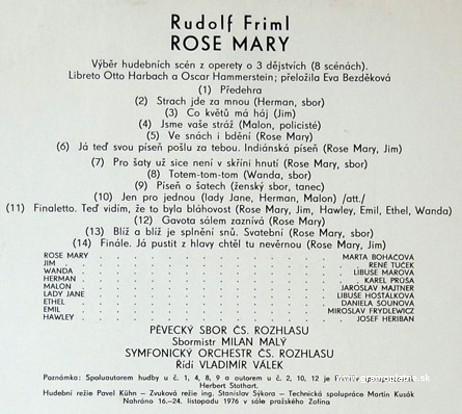 Rudolf Friml
ROSE MARY
Výběr hudebních scén z operety o 3 dějstvích (8 scénách).
Libreto Otto Harbach a Oscar Hammerstein; přeložila Eva Bezděková
(1) Předehra
(2) Strach jde za mnou (Herman, sbor)
(3) Co květů má háj (Jim)
(4) Jsme vaše stráž (Malon, policisté)
(5) Ve snách i bdění (Rose Mary)
(6) Já teď svou píseň pošlu za tebou. Indiánská píseň (Rose Mary, Jim)
(7) Pro šaty už sice není v skříni hnutí (Rose Mary, sbor)
(8) Totem-tom-tom (Wanda, sbor)
(9) Píseň o šatech (ženský sbor, tanec)
(10) Jen pro jednou (lady Jane, Herman, Malon) /att./
(11) Finaletto. Teď vidím, že to byla bláhovost (Rose Mary, Jim, Hawley, Emil, Ethel, Wanda)
(12) Gavota sálem zaznívá (Rose Mary)
(13) Blíž a blíž je splnění snů. Svatební (Rose Mary, sbor)
(14) Finále. Já pustit z hlavy chtěl tu nevěrnou (Rose Mary, Jim)
ROSE MARY . . . MARTA BOHÁČOVÁ
JIM . . . RENÉ TUČEK
WANDA . . . LIBUŠE MÁROVÁ
HERMAN . . . KAREL PRŮŠA
MALON . . . JAROSLAV MAJTNER
LADY JANE . . . LIBUŠE HOŠŤÁLKOVÁ
ETHEL . . . DANIELA ŠOUNOVÁ
EMIL . . . MIROSLAV FRYDLEWICZ
HAWLEY . . . JOSEF HERIBAN
PĚVECKÝ SBOR ČS. ROZHLASU
Sbormistr MILAN MALÝ
SYMFONICKÝ ORCHESTR ČS. ROZHLASU
Řídí VLADIMÍR VÁLEK
Poznámka: Spoluautorem hudby u č. 1, 4, 8, 9 a autorem u č. 2, 10, 12 je
Herbert Stothart.
Hudební režie Pavel Kühn – Zvuková režie ing. Stanislav Sýkora – Technická spolupráce Martin Kusák
Nahráno 16.–24. listopadu 1976 v sále pražského Žofína